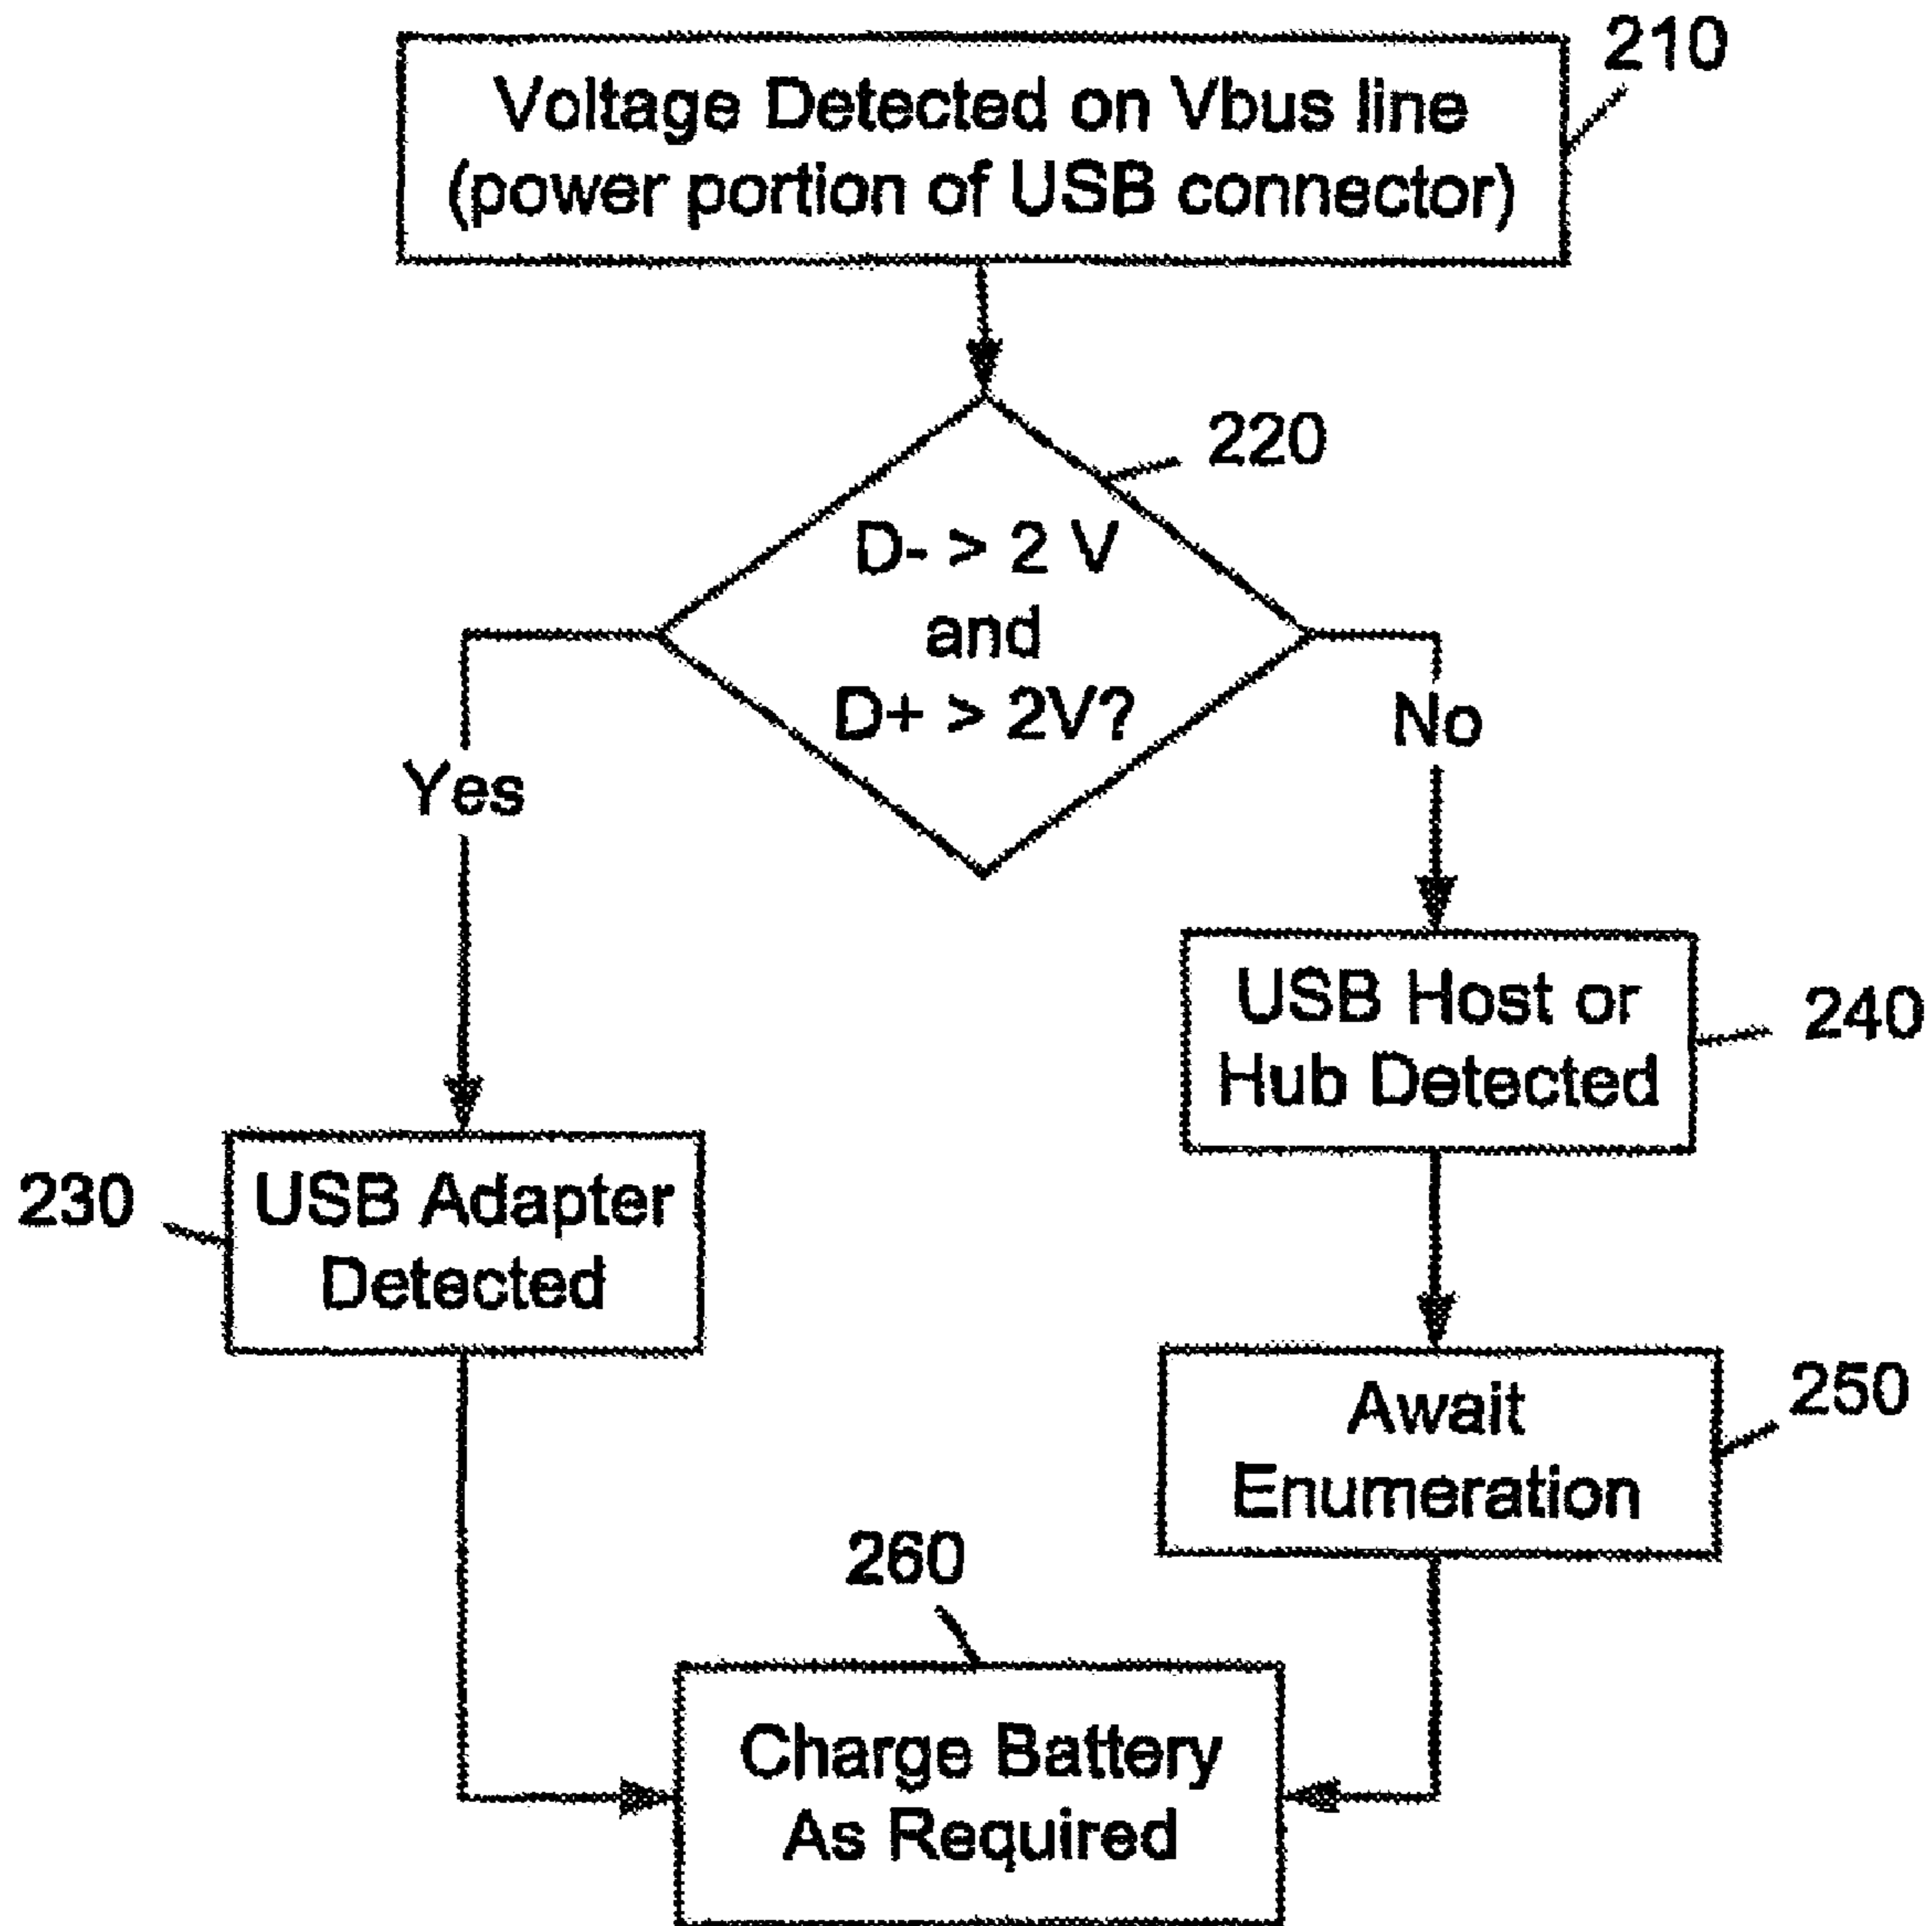 210
Voltage Detected on Vbus line
(power portion of USB connector)
220
D- > 2 V
and
D+ > 2V?
No
Yes
USB Host or
Hub Detected
240
230
USB Adapter
Detected
Await
Enumeration
250
260
Charge Battery
As Required